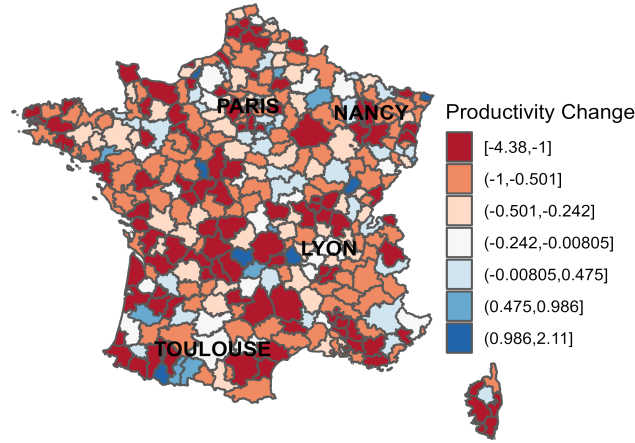 PARIS
NANCY
LYON
TOULOUSE
Productivity Change
[-4.38,-1]
(-1,-0.501]
(-0.501,-0.242]
(-0.242,-0.00805]
(-0.00805,0.475]
(0.475,0.986]
(0.986,2.11]